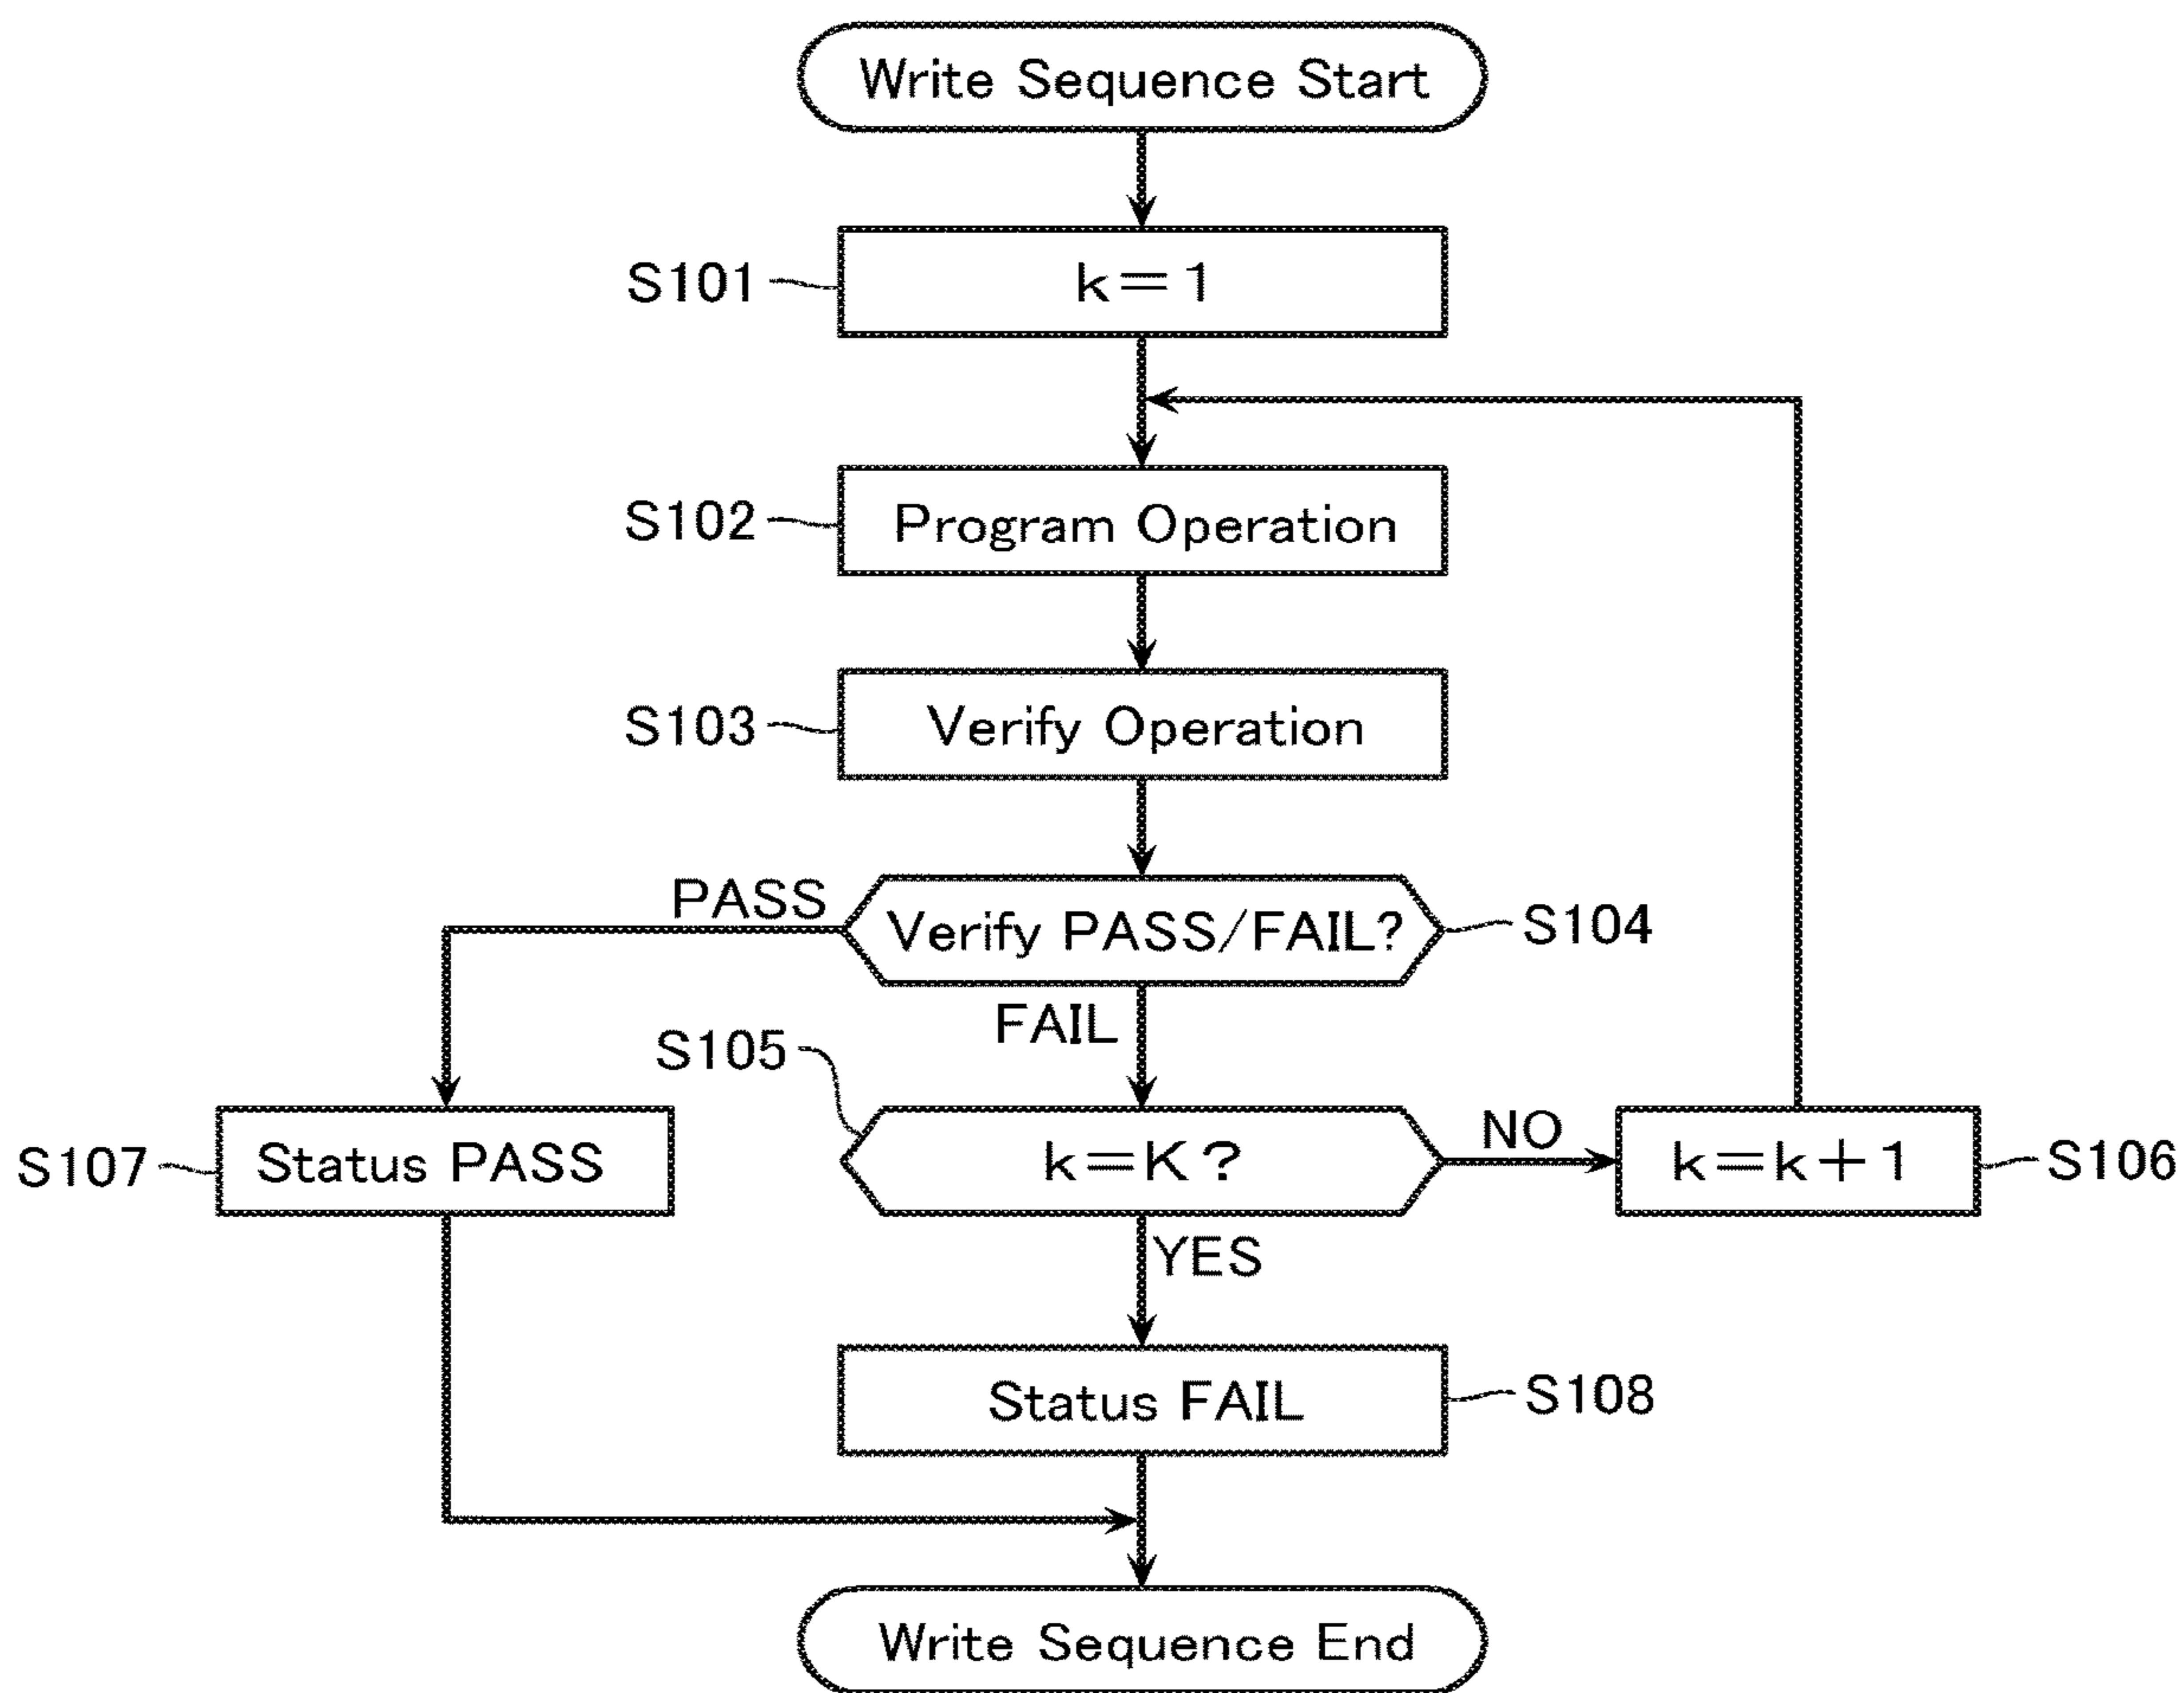 Write Sequence Start
S101
k=1
S102
Program Operation
S103
Verify Operation
PASS
Verify PASS/FAIL?
S104
FAIL
S105
k=K?
NO
k=k+1
S106
S107
Status PASS
YES
Status FAIL
S108
Write Sequence End